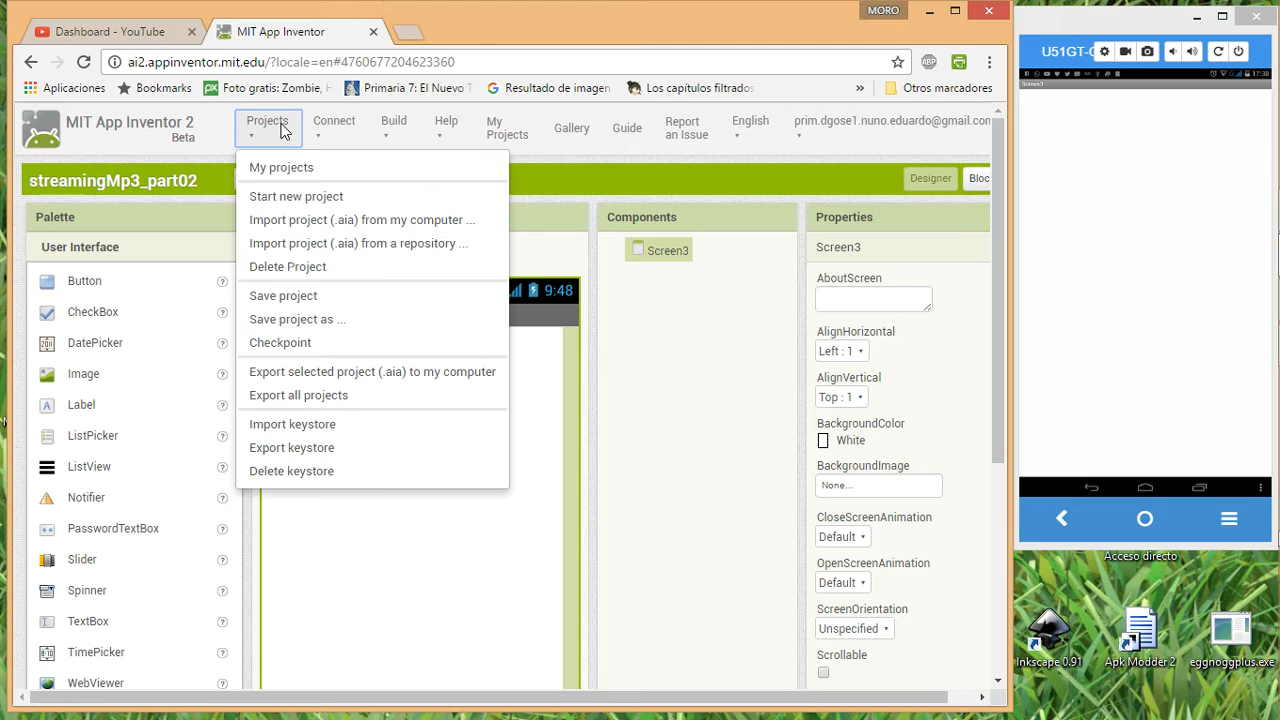 MORO
Dashboard - YouTube
MIT App Inventor
ai2.appinventor.mit.edu/?locale=en#4760677204623360
ABP
Aplicaciones
Bookmarks
Foto gratis: Zombie,
Primaria 7: El Nuevo T
Resultado de imagen
Los capítulos filtrados
»
Otros marcadores
MIT App Inventor 2
Beta
Projects
Connect
Build
Help
My Projects
Gallery
Guide
Report an Issue
English
prim.dgose1.nuno.eduardo@gmail.com
streamingMp3_part02
Designer
Bloc
My projects
Start new project
Import project (.aia) from my computer ...
Import project (.aia) from a repository ...
Delete Project
Save project
Save project as ...
Checkpoint
Export selected project (.aia) to my computer
Export all projects
Import keystore
Export keystore
Delete keystore
Palette
User Interface
Button
CheckBox
DatePicker
Image
Label
ListPicker
ListView
Notifier
PasswordTextBox
Slider
Spinner
TextBox
TimePicker
WebViewer
9:48
Components
Screen3
Properties
Screen3
AboutScreen
AlignHorizontal
Left : 1
AlignVertical
Top : 1
BackgroundColor
White
BackgroundImage
None...
CloseScreenAnimation
Default
OpenScreenAnimation
Default
ScreenOrientation
Unspecified
Scrollable
U51GT-C
17:38
Screen3
Acceso directo
Inkscape 0.91
Apk Modder 2
eggnoggplus.exe